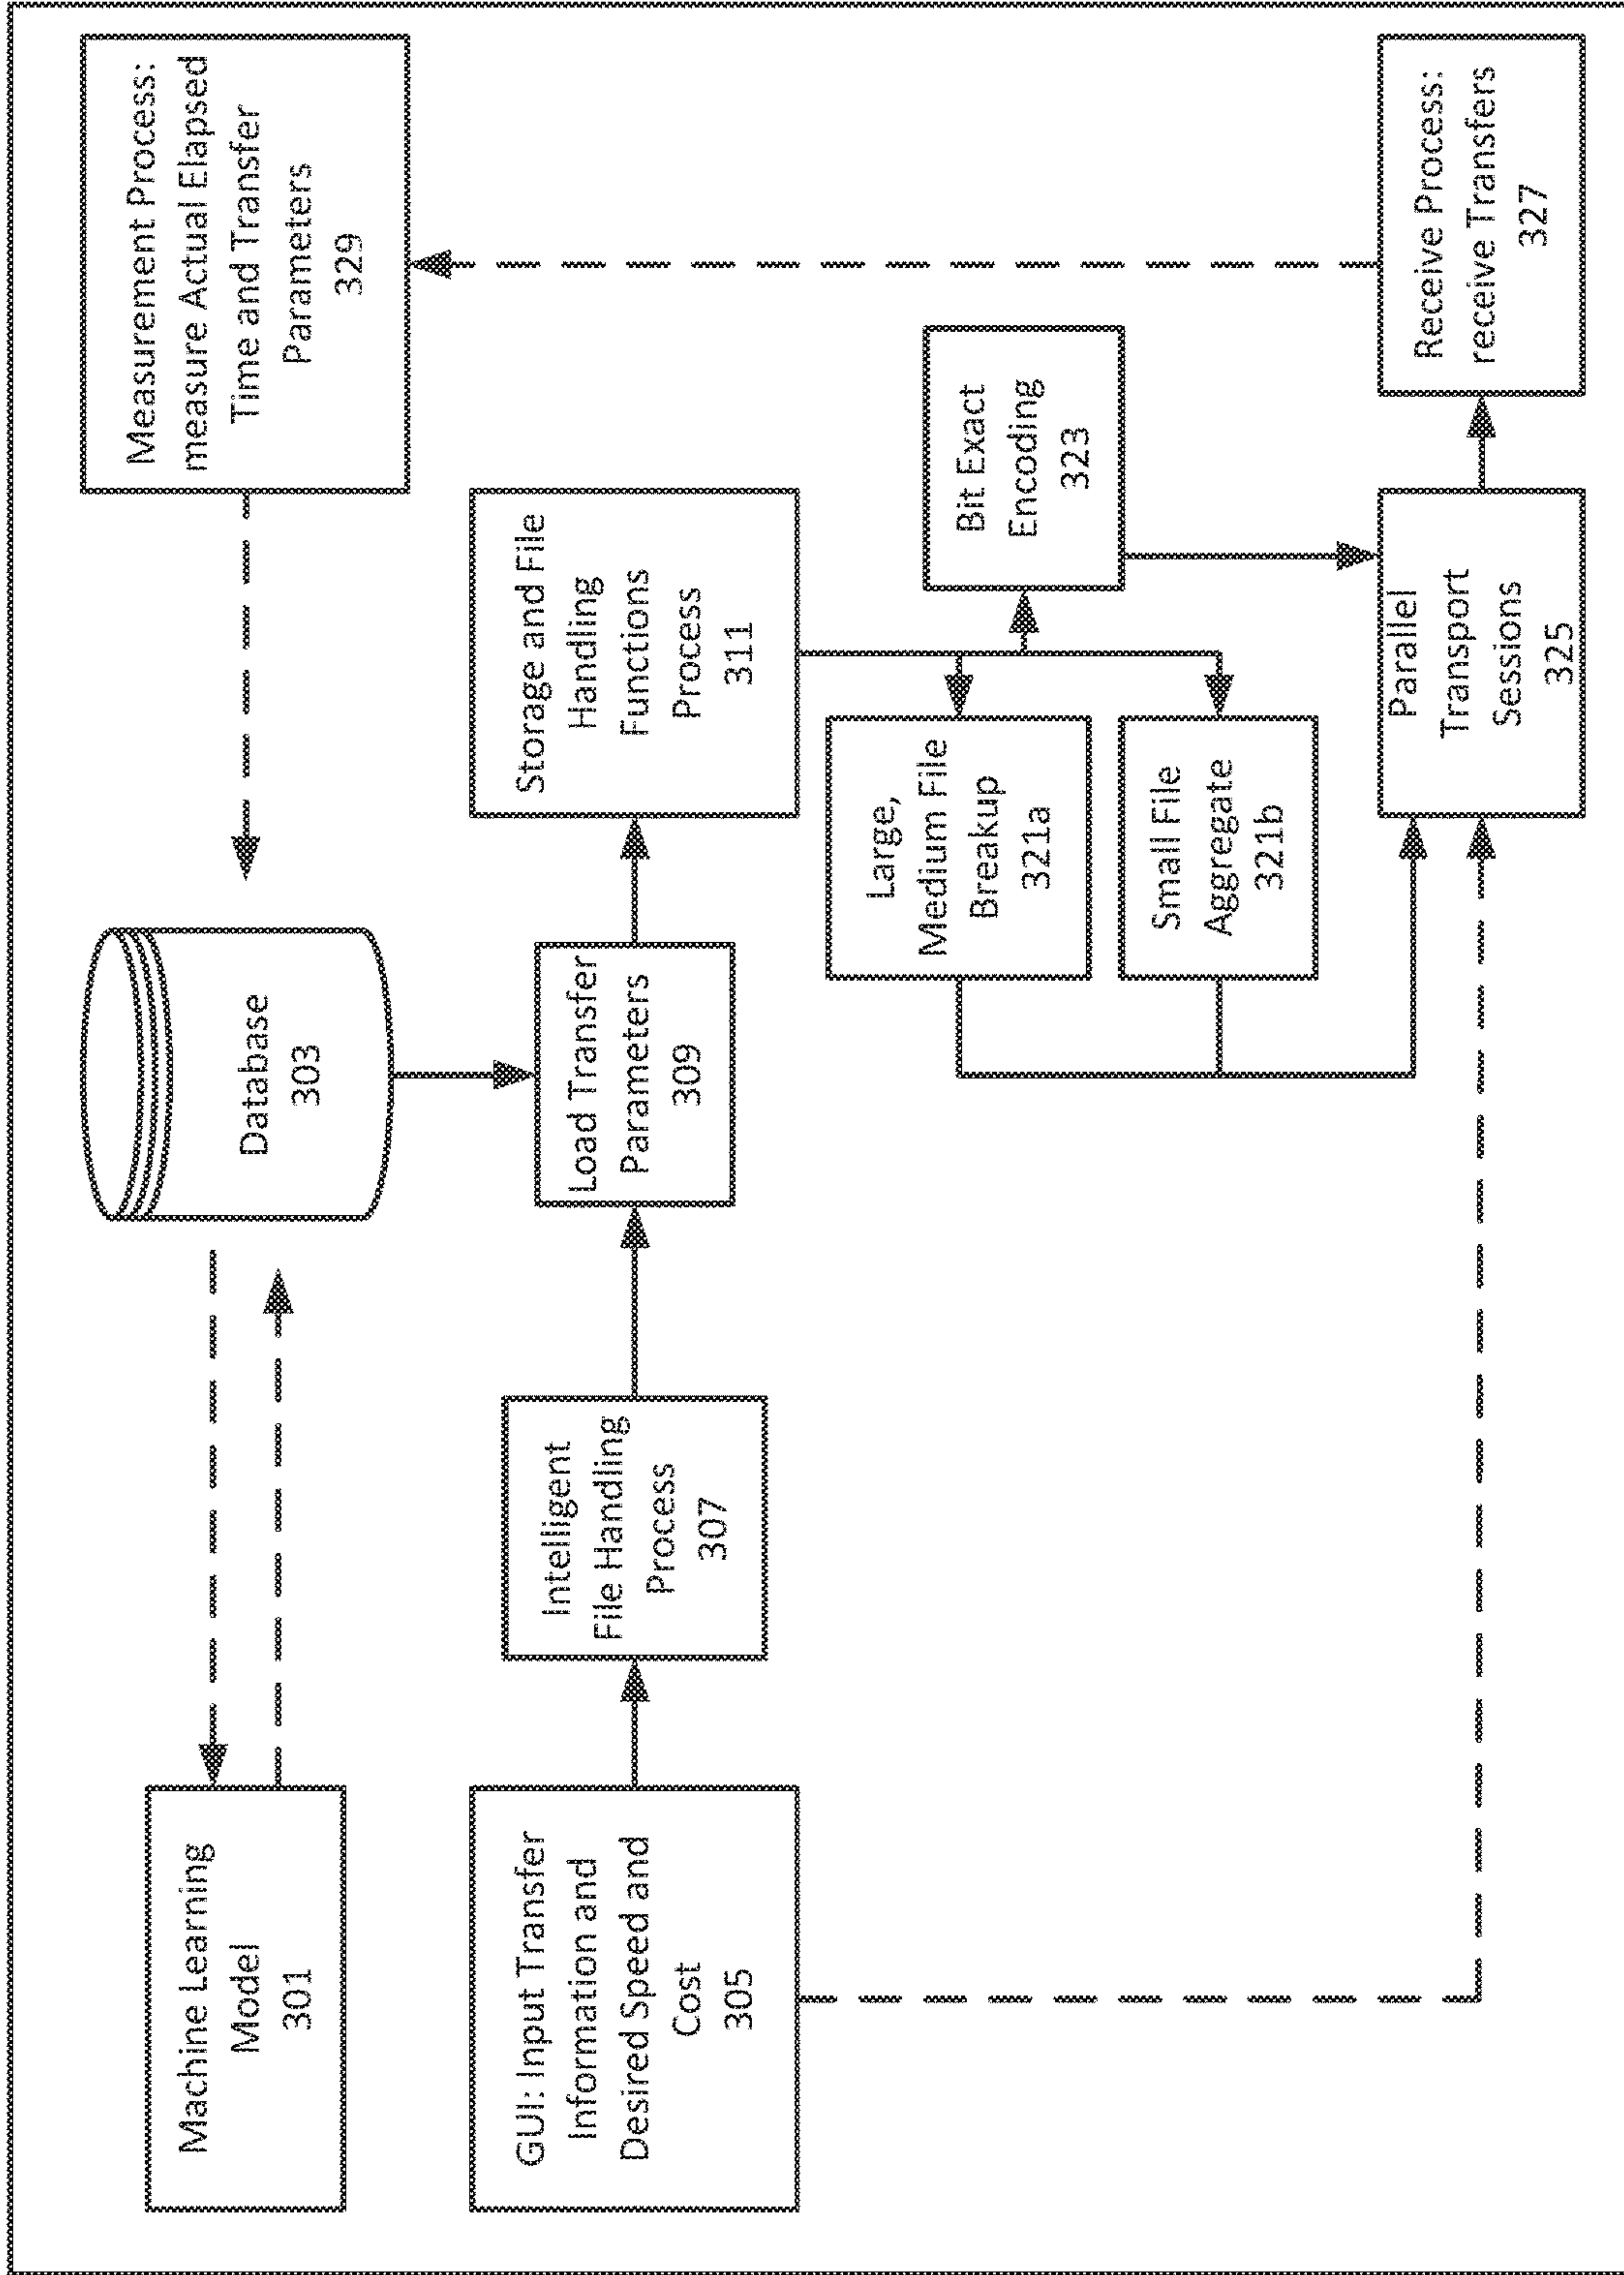 Machine Learning
Model
301
Database
303
Measurement Process:
measure Actual Elapsed
Time and Transfer
Parameters
329
GUI: Input Transfer
Information and
Desired Speed and
Cost
305
Intelligent
File Handling
Process
307
Load Transfer
Parameters
309
Storage and File
Handling
Functions
Process
311
Large,
Medium File
Breakup
321a
Small File
Aggregate
321b
Bit Exact
Encoding
323
Parallel
Transport
Sessions
325
Receive Process:
receive Transfers
327